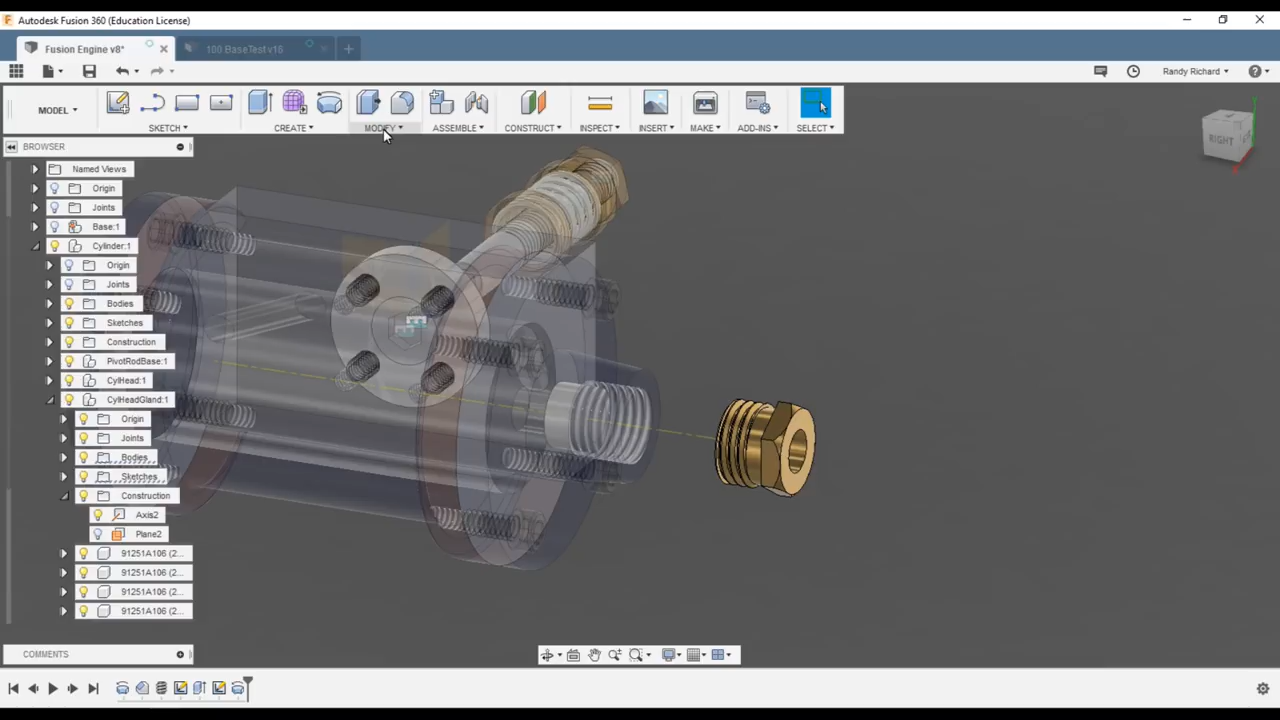 Autodesk Fusion 360 (Education License)
Fusion Engine v8*
100 BaseTest v16
Randy Richard
MODEL
SKETCH
CREATE
MODIFY
ASSEMBLE
CONSTRUCT
INSPECT
INSERT
MAKE
ADD-INS
SELECT
RIGHT
BROWSER
Named Views
Origin
Joints
Base:1
Cylinder:1
Origin
Joints
Bodies
Sketches
Construction
PivotRodBase:1
CylHead:1
CylHeadGland:1
Origin
Joints
Bodies
Sketches
Construction
Axis2
Plane2
91251A106 (2...
91251A106 (2...
91251A106 (2...
91251A106 (2...
COMMENTS